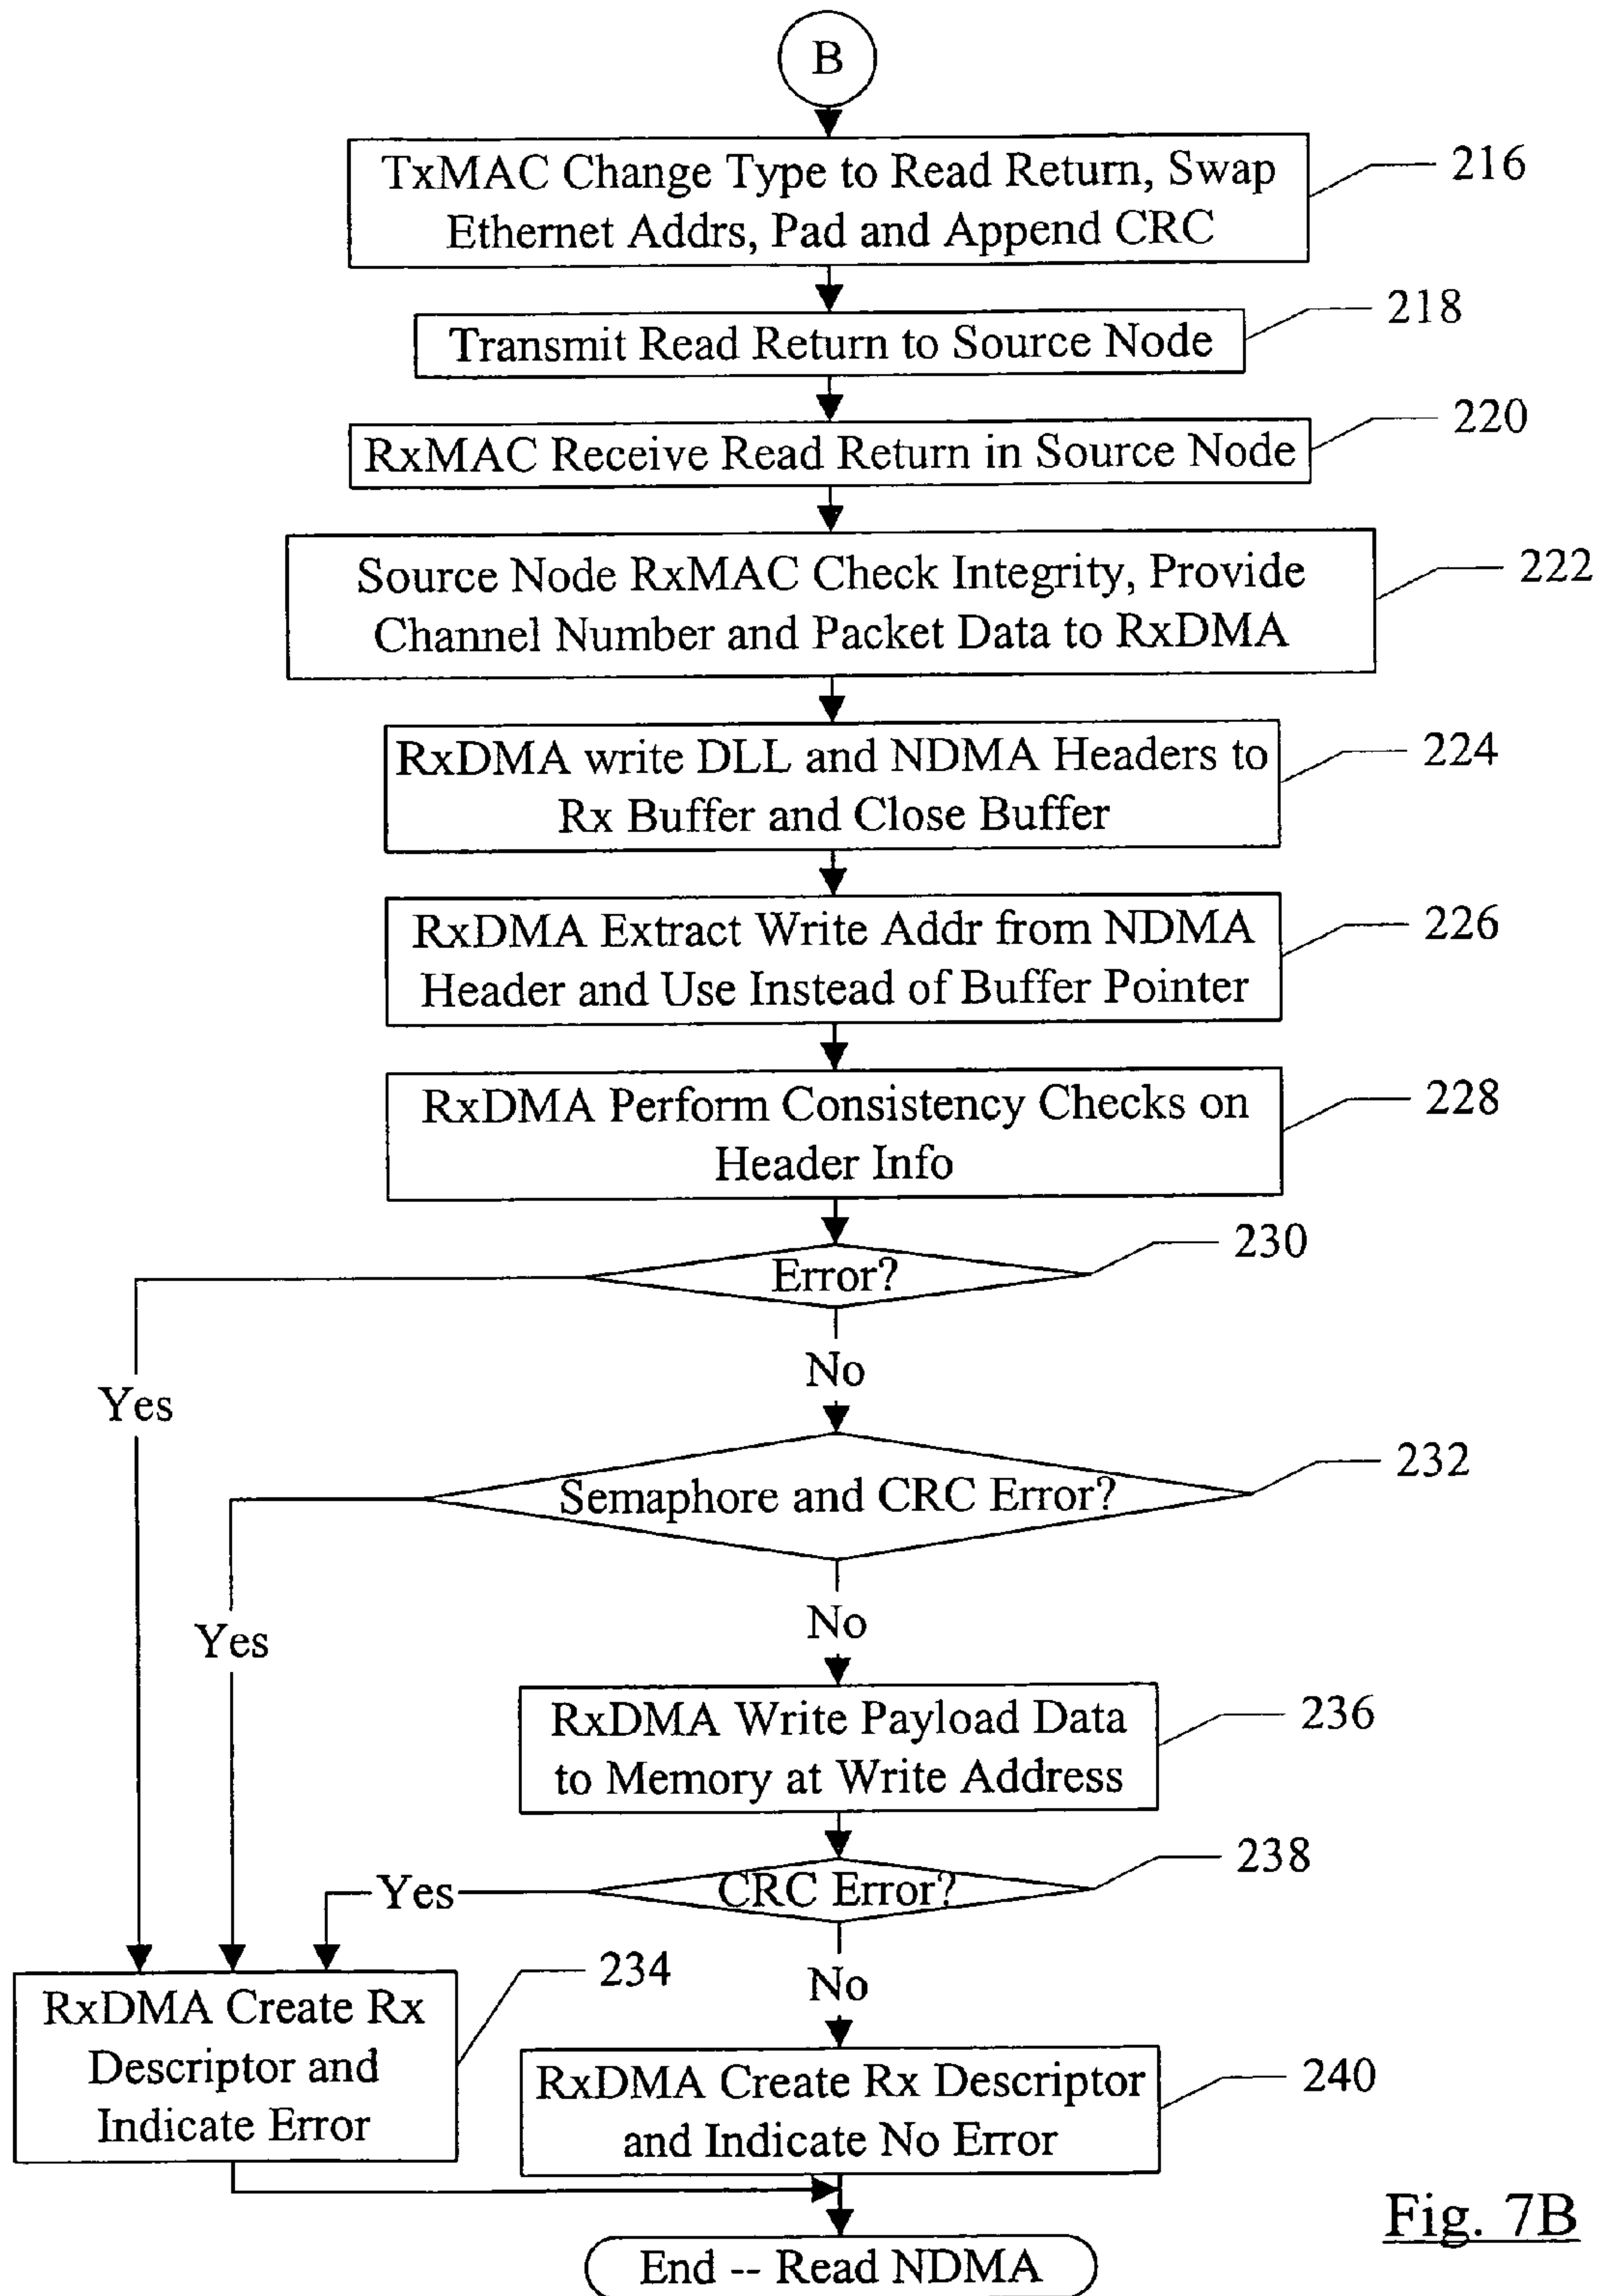 B
TxMAC Change Type to Read Return, Swap
Ethernet Addrs, Pad and Append CRC
216
Transmit Read Return to Source Node
218
RxMAC Receive Read Return in Source Node
220
Source Node RxMAC Check Integrity, Provide
Channel Number and Packet Data to RxDMA
222
RxDMA write DLL and NDMA Headers to
Rx Buffer and Close Buffer
224
RxDMA Extract Write Addr from NDMA
Header and Use Instead of Buffer Pointer
226
RxDMA Perform Consistency Checks on
Header Info
228
Error?
230
No
Yes
Semaphore and CRC Error?
232
No
Yes
RxDMA Write Payload Data
to Memory at Write Address
236
CRC Error?
238
Yes
No
RxDMA Create Rx
Descriptor and
Indicate Error
234
RxDMA Create Rx Descriptor
and Indicate No Error
240
End -- Read NDMA
Fig. 7B